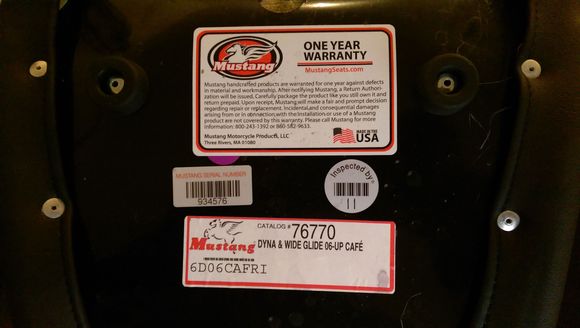 Mustang
ONE YEAR
WARRANTY
MustangSeats.com
Mustang handcrafted products are warranted for one year against defects
in material and workmanship. After notifying Mustang, a Return Authori-
zation will be issued. Carefully package the product like you still own it and
return prepaid. Upon receipt, Mustang will make a fair and prompt decision
regarding repair or replacement. Incidental and consequential damages
arising from or in connection with the installation or use of a Mustang
product are not covered by this warranty. Please call Mustang for more
information: 800-243-1392 or 860-582-9633.
Mustang Motorcycle Products, LLC
Three Rivers, MA 01080
MADE IN THE
USA
MUSTANG SERIAL NUMBER
934576
Inspected by:
11
Mustang
CATALOG # 76770
DYNA & WIDE GLIDE 06-UP CAFÉ
6D06CAFRI